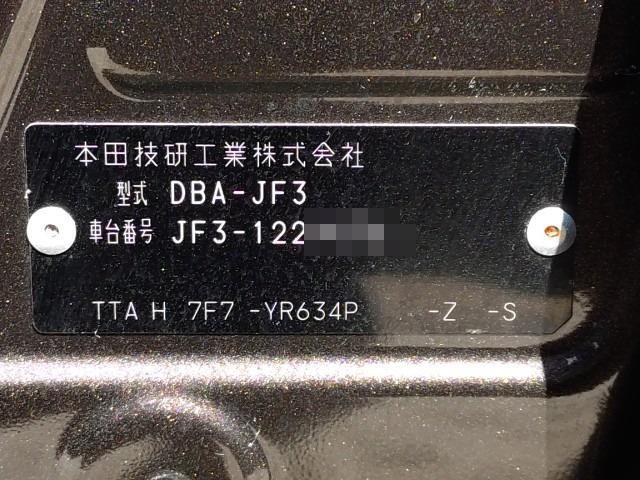 本田技研工業株式会社
型式 DBA-JF3
車台番号 JF3-122
TTA H 7F7 -YR634P -Z -S